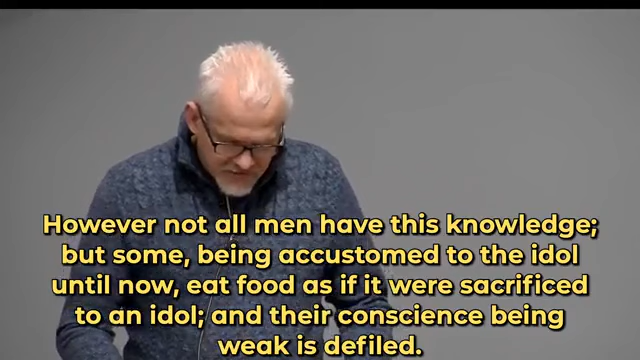 However not all men have this knowledge;
but some, being accustomed to the idol
until now, eat food as if it were sacrificed
to an idol; and their conscience being
weak is defiled.